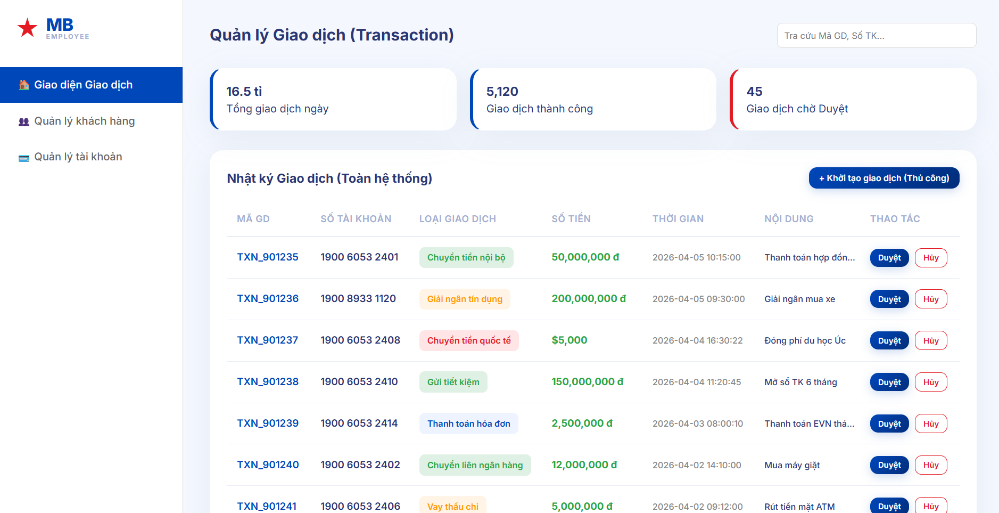 MB
EMPLOYEE
Giao diện Giao dịch
Quản lý khách hàng
Quản lý tài khoản
Quản lý Giao dịch (Transaction)
Tra cứu Mã GD, Số TK...
16.5 tỉ
Tổng giao dịch ngày
5,120
Giao dịch thành công
45
Giao dịch chờ Duyệt
Nhật ký Giao dịch (Toàn hệ thống)
+ Khởi tạo giao dịch (Thủ công)
MÃ GD SỐ TÀI KHOẢN LOẠI GIAO DỊCH SỐ TIỀN THỜI GIAN NỘI DUNG THAO TÁC
TXN_901235 1900 6053 2401 Chuyển tiền nội bộ 50,000,000 đ 2026-04-05 10:15:00 Thanh toán hợp đồn... Duyệt Hủy
TXN_901236 1900 8933 1120 Giải ngân tín dụng 200,000,000 đ 2026-04-05 09:30:00 Giải ngân mua xe Duyệt Hủy
TXN_901237 1900 6053 2408 Chuyển tiền quốc tế $5,000 2026-04-04 16:30:22 Đóng phí du học Úc Duyệt Hủy
TXN_901238 1900 6053 2410 Gửi tiết kiệm 150,000,000 đ 2026-04-04 11:20:45 Mở sổ TK 6 tháng Duyệt Hủy
TXN_901239 1900 6053 2414 Thanh toán hóa đơn 2,500,000 đ 2026-04-03 08:00:10 Thanh toán EVN thá... Duyệt Hủy
TXN_901240 1900 6053 2402 Chuyển liên ngân hàng 12,000,000 đ 2026-04-02 14:10:00 Mua máy giặt Duyệt Hủy
TXN_901241 1900 6053 2406 Vay thấu chi 5,000,000 đ 2026-04-02 09:12:00 Rút tiền mặt ATM Duyệt Hủy